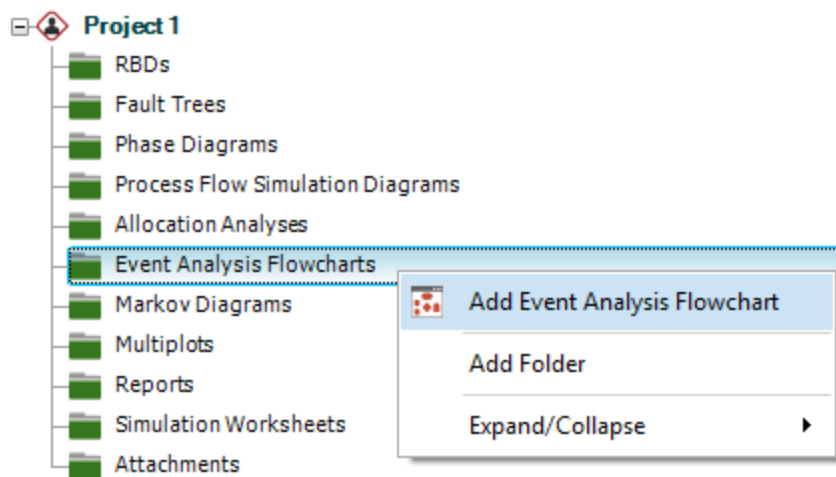 Project 1
RBDs
Fault Trees
Phase Diagrams
Process Flow Simulation Diagrams
Allocation Analyses
Event Analysis Flowcharts
Add Event Analysis Flowchart
Markov Diagrams
Multiplots
Add Folder
Reports
Simulation Worksheets
Expand/Collapse
Attachments